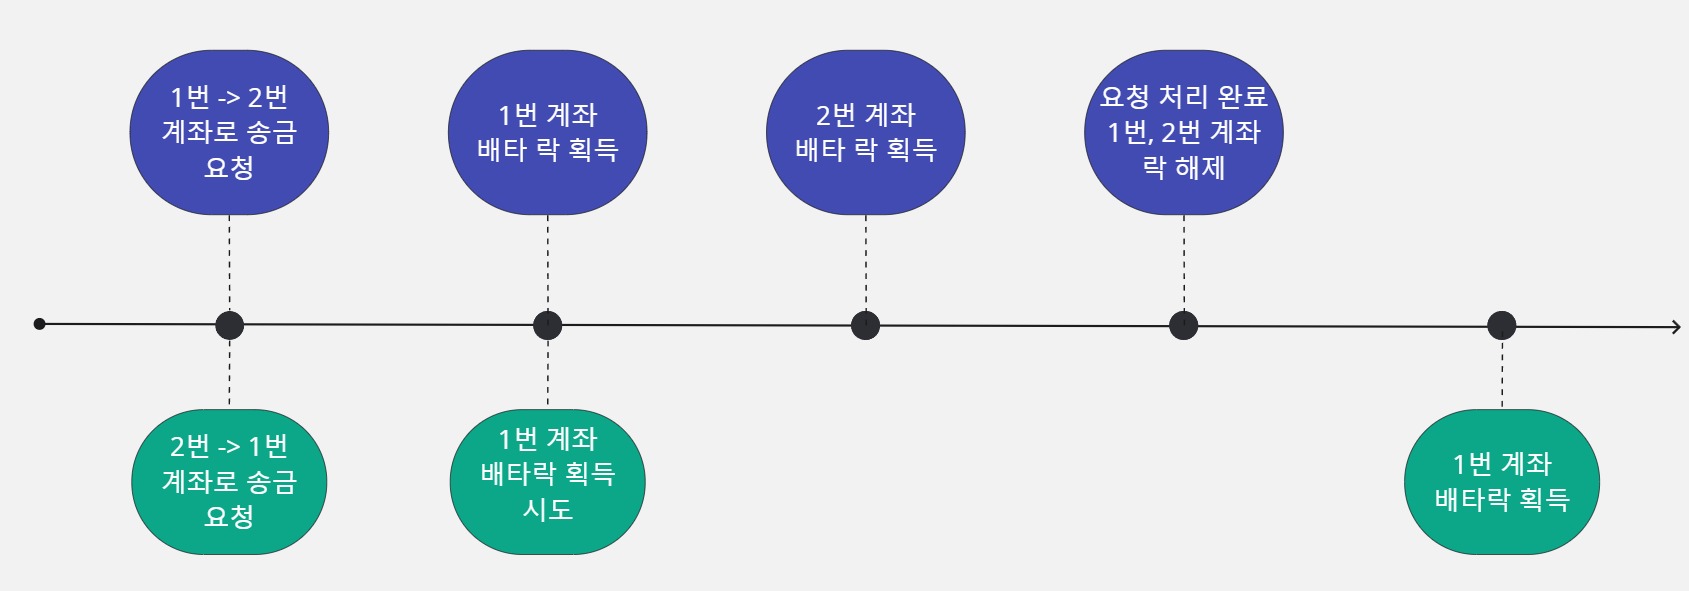 1번 -> 2번
계좌로 송금
요청
1번 계좌
배타 락 획득
2번 계좌
배타 락 획득
요청 처리 완료
1번, 2번 계좌
락 해제
2번 -> 1번
계좌로 송금
요청
1번 계좌
배타락 획득
시도
1번 계좌
배타락 획득